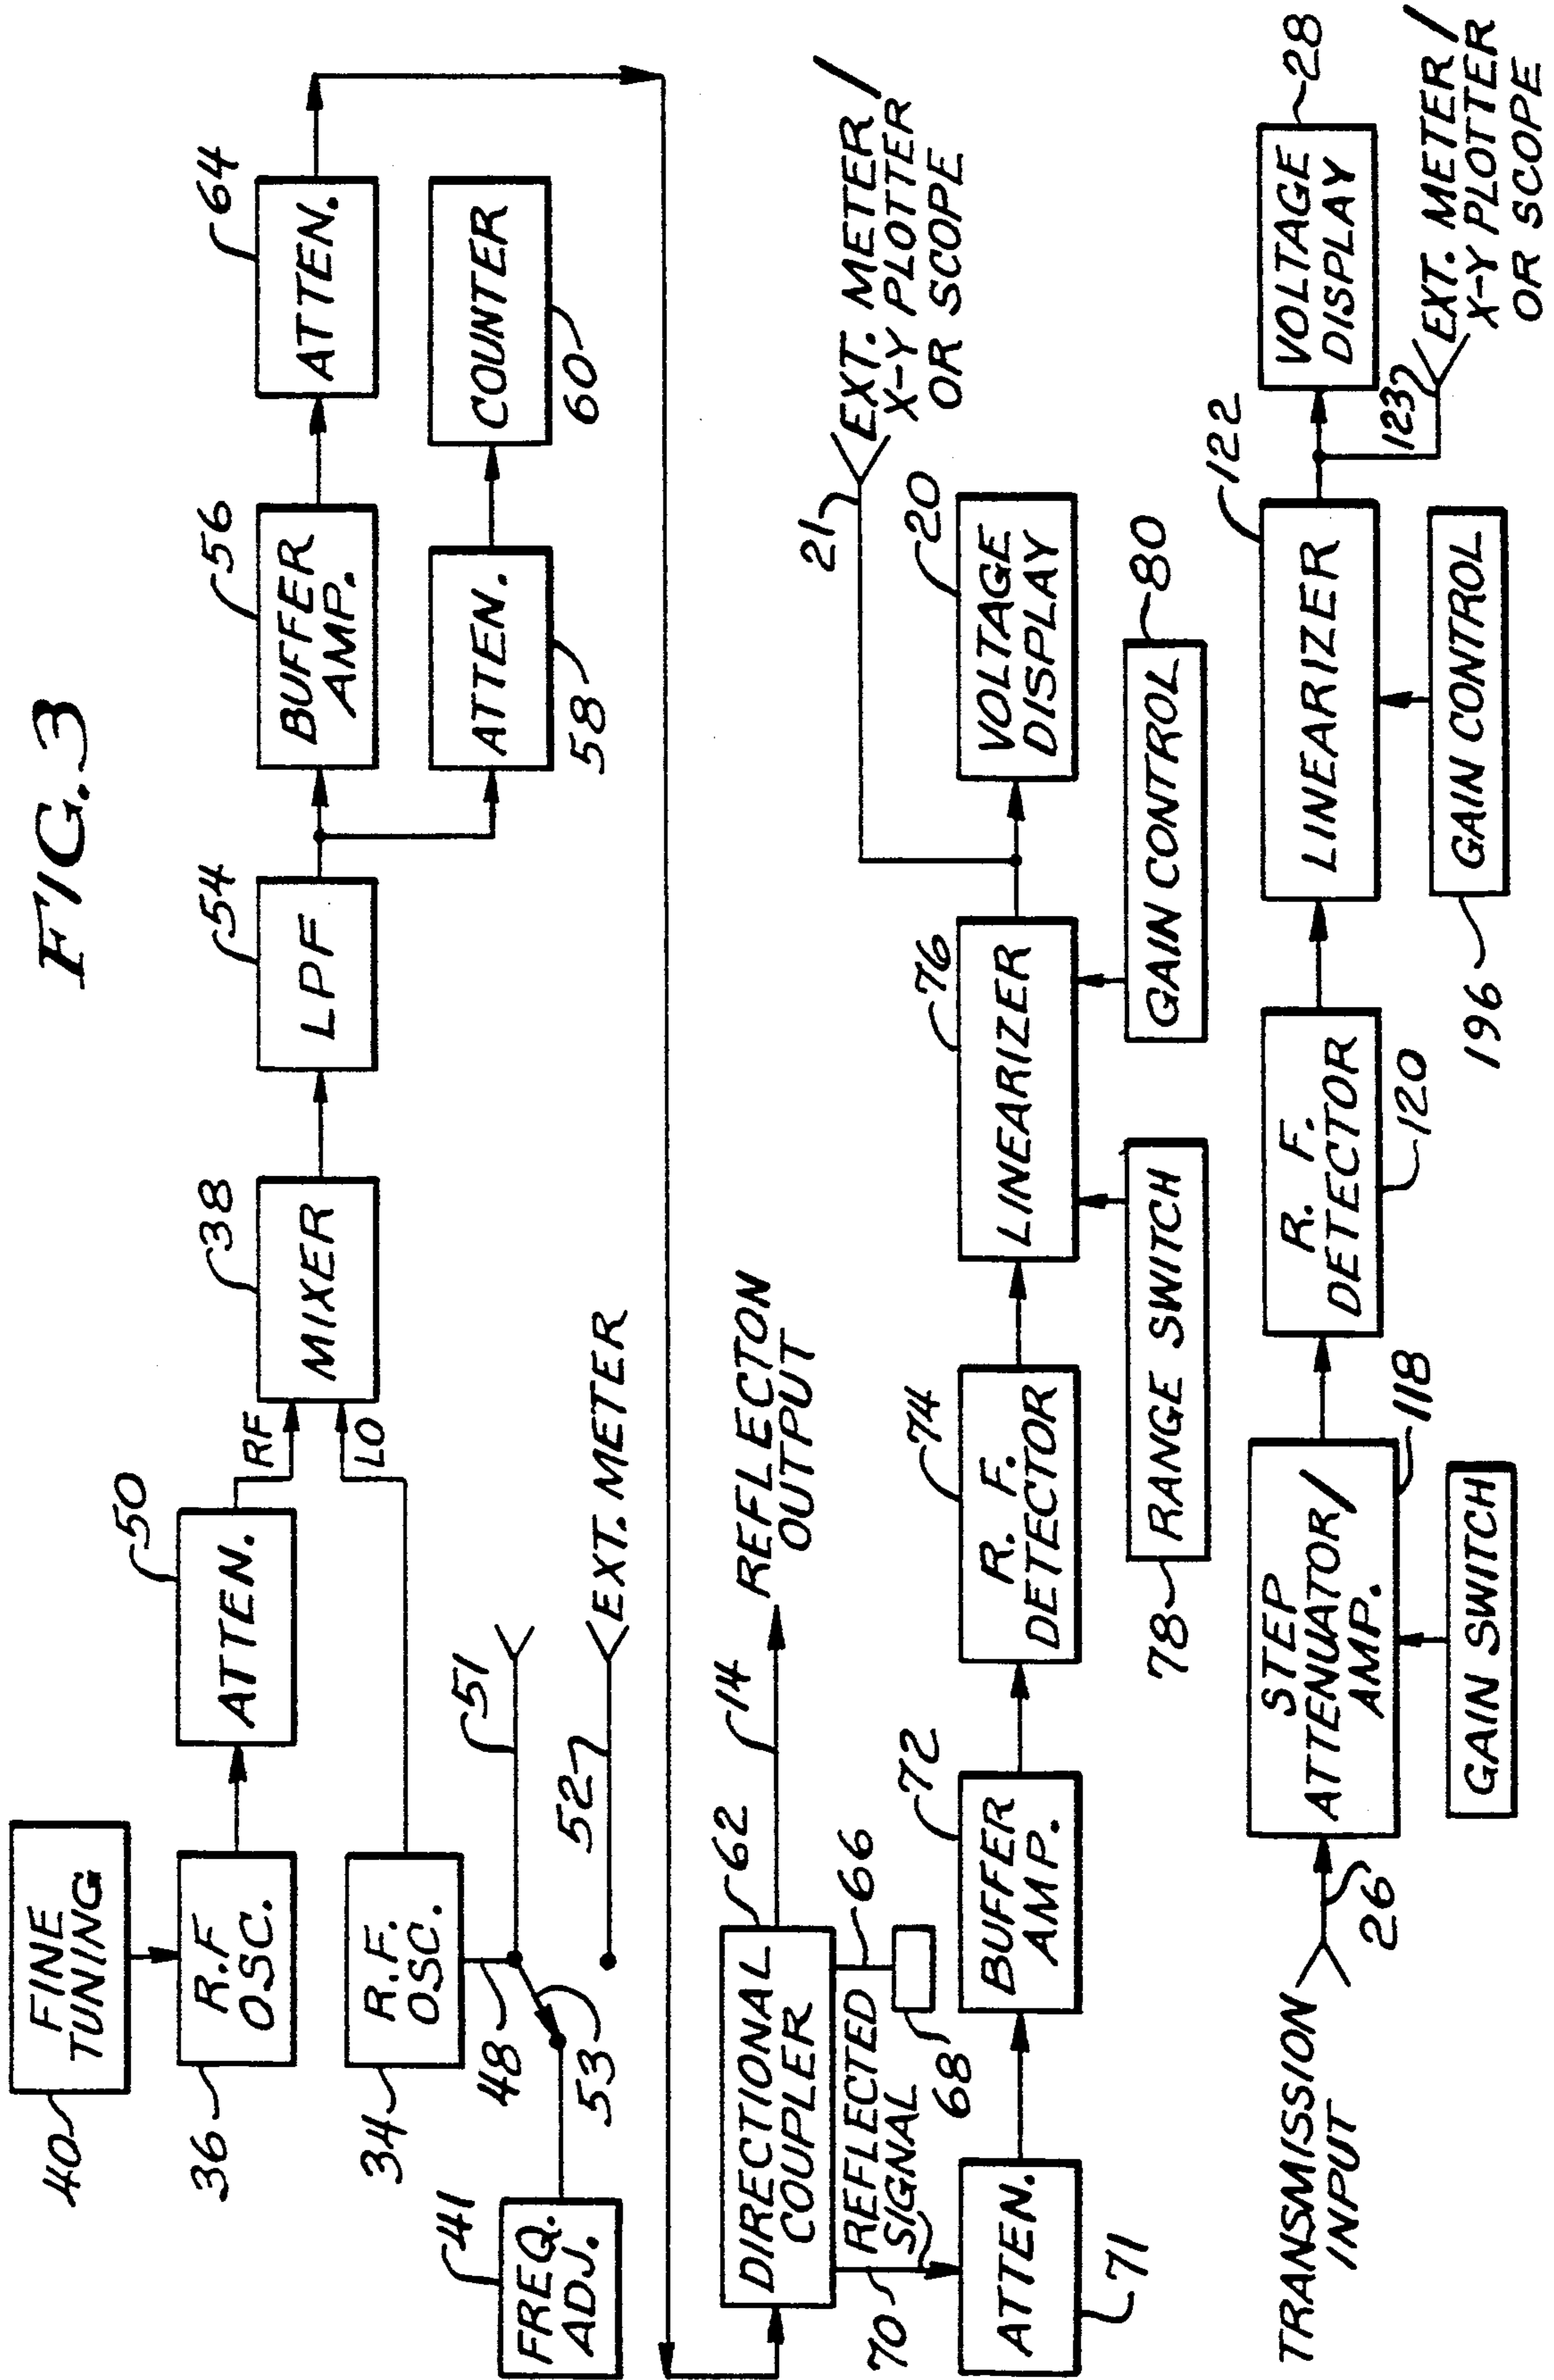 FIG.3
40
FINE
TUNING
36
R.F
OSC.
50
ATTEN.
RF
LO
38
MIXER
54
LPF
56
BUFFER
AMP.
64
ATTEN.
58
ATTEN.
60
COUNTER
34
R.F.
OSC.
48
51
41
FREQ.
ADJ.
53
52
EXT. METER
DIRECTIONAL
COUPLER
62
14
REFLECTON
OUTPUT
66
68
70
REFLECTED
SIGNAL
ATTEN.
71
BUFFER
AMP.
72
R. F.
DETECTOR
74
LINEARIZER
76
RANGE SWITCH
78
GAIN CONTROL
80
21
EXT. METER /
X-Y PLOTTER
OR SCOPE
VOLTAGE
DISPLAY
20
TRANSMISSION
INPUT
26
STEP
ATTENUATOR/
AMP.
118
GAIN SWITCH
R. F.
DETECTOR
120
LINEARIZER
122
GAIN CONTROL
196
VOLTAGE
DISPLAY
28
123
EXT. METER /
X-Y PLOTTER
OR SCOPE